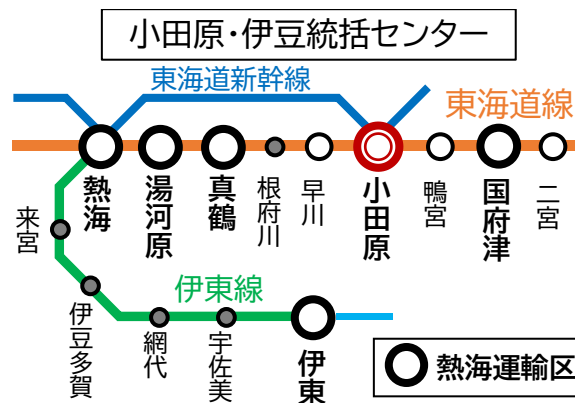 小田原・伊豆統括センター
東海道新幹線
東海道線
熱海
湯河原
真鶴
根府川
早川
小田原
鴨宮
国府津
二宮
来宮
伊東線
伊豆多賀
網代
宇佐美
伊東
熱海運輸区